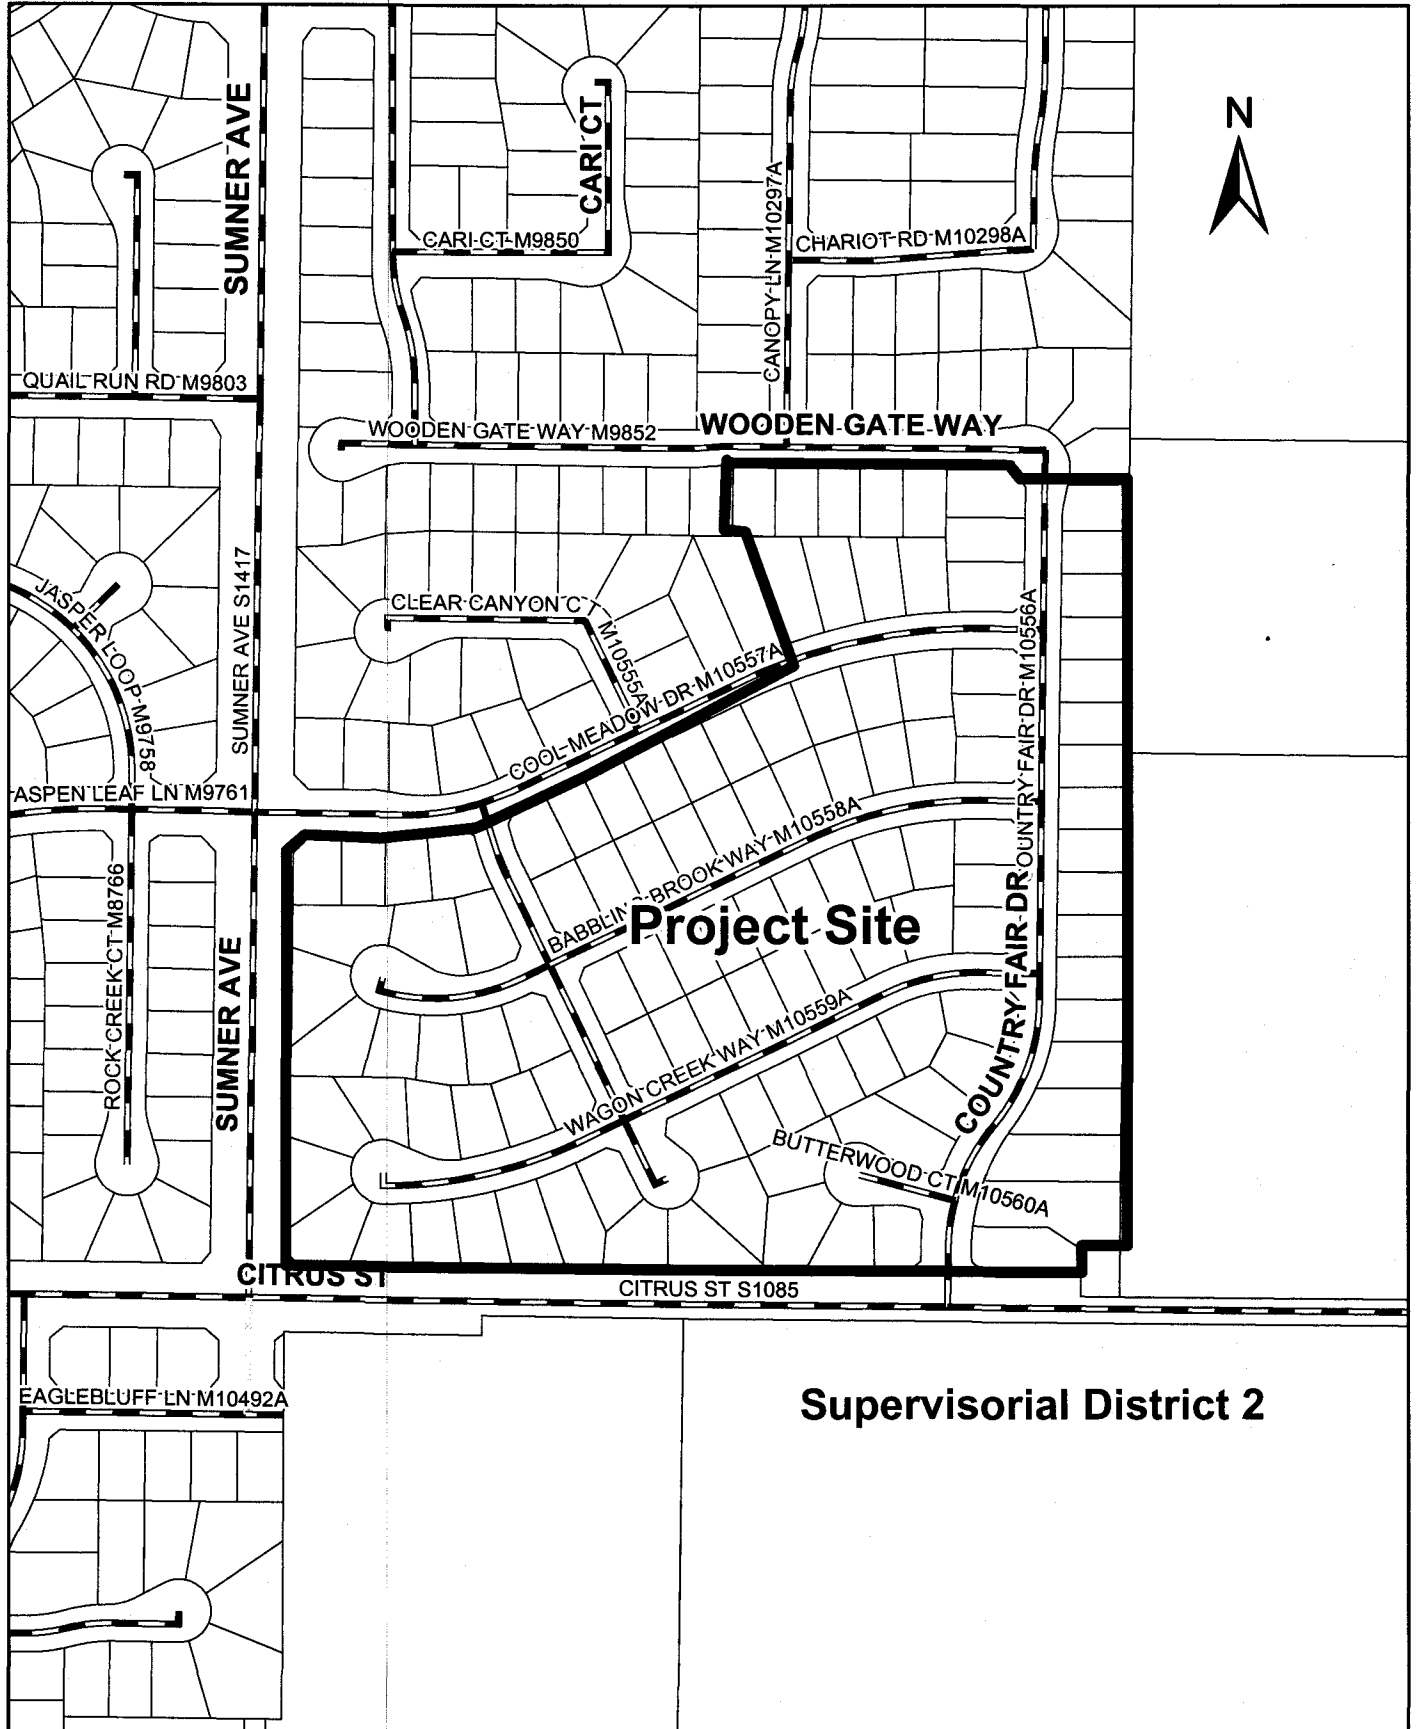 N
SUMNER AVE
CARI CT
CARI CT M9850
CANOPY LN M10297A
CHARIOT RD M10298A
QUAIL RUN RD M9803
WOODEN GATE WAY M9852
WOODEN GATE WAY
SUMNER AVE S1417
JASPER LOOP M9758
CLEAR CANYON CT M10555A
COOL MEADOW DR M10557A
COUNTRY FAIR DR M10556A
ASPEN LEAF LN M9761
BABBLING BROOK WAY M10558A
Project Site
ROCK CREEK CT M8766
SUMNER AVE
COUNTRY FAIR DR
WAGON CREEK WAY M10559A
BUTTERWOOD CT M10560A
CITRUS ST
CITRUS ST S1085
EAGLEBLUFF LN M10492A
Supervisorial District 2